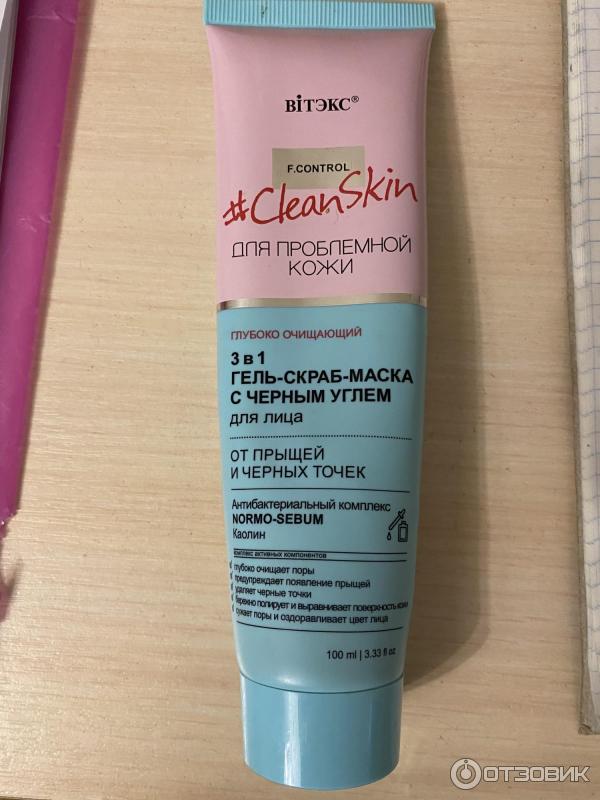 ВІТЭКС®
F.CONTROL
#CleanSkin
ДЛЯ ПРОБЛЕМНОЙ
КОЖИ
ГЛУБОКО ОЧИЩАЮЩИЙ
3 в 1
ГЕЛЬ-СКРАБ-МАСКА
С ЧЕРНЫМ УГЛЕМ
для лица
ОТ ПРЫЩЕЙ
И ЧЕРНЫХ ТОЧЕК
Антибактериальный комплекс
NORMO-SEBUM
Каолин
комплекс активных компонентов
глубоко очищает поры
предупреждает появление прыщей
удаляет черные точки
бережно полирует и выравнивает поверхность кожи
сужает поры и оздоравливает цвет лица
100 ml | 3.33 fl oz
ОТЗОВИК